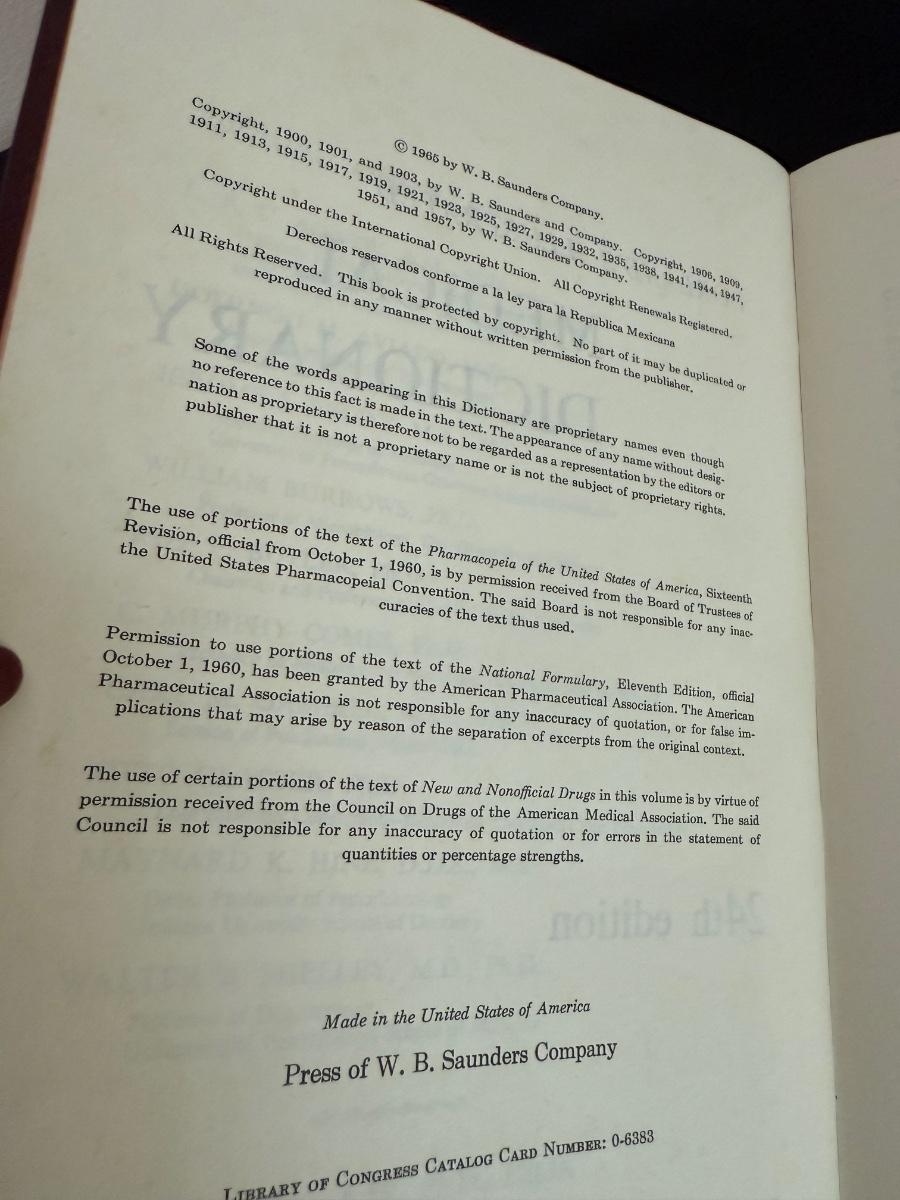 © 1965 by W. B. Saunders Company.
Copyright, 1900, 1901, and 1903, by W. B. Saunders and Company. Copyright, 1906, 1909,
1911, 1913, 1915, 1917, 1919, 1921, 1923, 1925, 1927, 1929, 1932, 1935, 1938, 1941, 1944, 1947,
1951, and 1957, by W. B. Saunders Company.
Copyright under the International Copyright Union. All Copyright Renewals Registered.
Derechos reservados conforme a la ley para la Republica Mexicana
All Rights Reserved. This book is protected by copyright. No part of it may be duplicated or
reproduced in any manner without written permission from the publisher.
Some of the words appearing in this Dictionary are proprietary names even though
no reference to this fact is made in the text. The appearance of any name without desig-
nation as proprietary is therefore not to be regarded as a representation by the editors or
publisher that it is not a proprietary name or is not the subject of proprietary rights.
The use of portions of the text of the Pharmacopeia of the United States of America, Sixteenth
Revision, official from October 1, 1960, is by permission received from the Board of Trustees of
the United States Pharmacopeial Convention. The said Board is not responsible for any inac-
curacies of the text thus used.
Permission to use portions of the text of the National Formulary, Eleventh Edition, official
October 1, 1960, has been granted by the American Pharmaceutical Association. The American
Pharmaceutical Association is not responsible for any inaccuracy of quotation, or for false im-
plications that may arise by reason of the separation of excerpts from the original context.
The use of certain portions of the text of New and Nonofficial Drugs in this volume is by virtue of
permission received from the Council on Drugs of the American Medical Association. The said
Council is not responsible for any inaccuracy of quotation or for errors in the statement of
quantities or percentage strengths.
Made in the United States of America
Press of W. B. Saunders Company
LIBRARY OF CONGRESS CATALOG CARD NUMBER: 0-6383